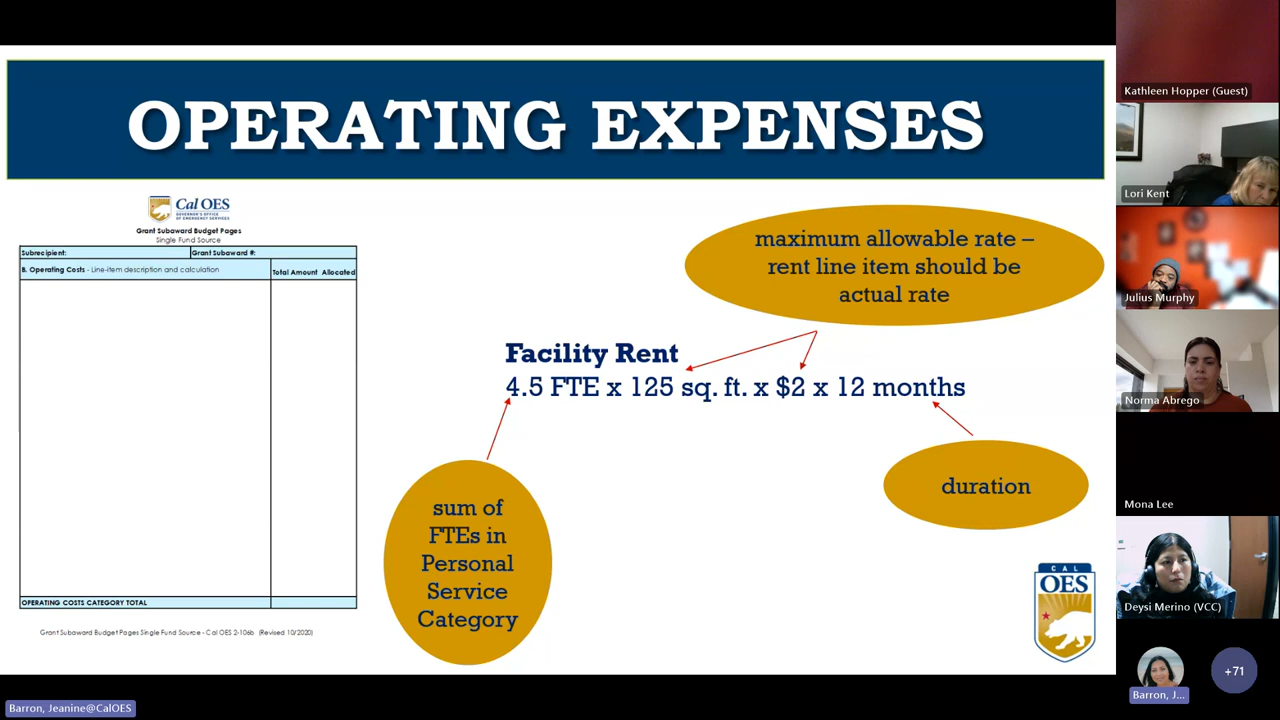 OPERATING EXPENSES
Cal OES
GOVERNOR'S OFFICE
OF EMERGENCY SERVICES
Grant Subaward Budget Pages
Single Fund Source
Subrecipient: Grant Subaward #:
B. Operating Costs - Line-item description and calculation Total Amount Allocated
OPERATING COSTS CATEGORY TOTAL
Grant Subaward Budget Pages Single Fund Source - Cal OES 2-106b (Revised 10/2020)
maximum allowable rate –
rent line item should be
actual rate
Facility Rent
4.5 FTE x 125 sq. ft. x $2 x 12 months
sum of
FTEs in
Personal
Service
Category
duration
CAL
OES
Kathleen Hopper (Guest)
Lori Kent
Julius Murphy
Norma Abrego
Mona Lee
Deysi Merino (VCC)
Barron, J...
+71
Barron, Jeanine@CalOES